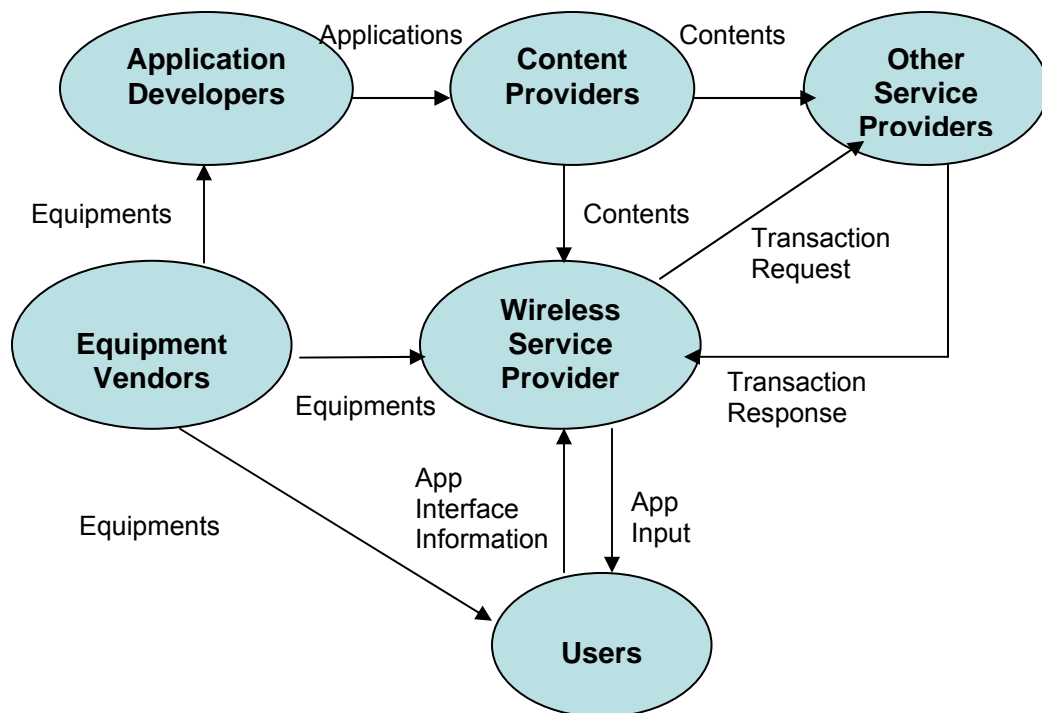 Application
Developers
Applications
Content
Providers
Contents
Other
Service
Providers
Equipments
Contents
Transaction
Request
Equipment
Vendors
Equipments
Wireless
Service
Provider
Transaction
Response
Equipments
App
Interface
Information
App
Input
Users